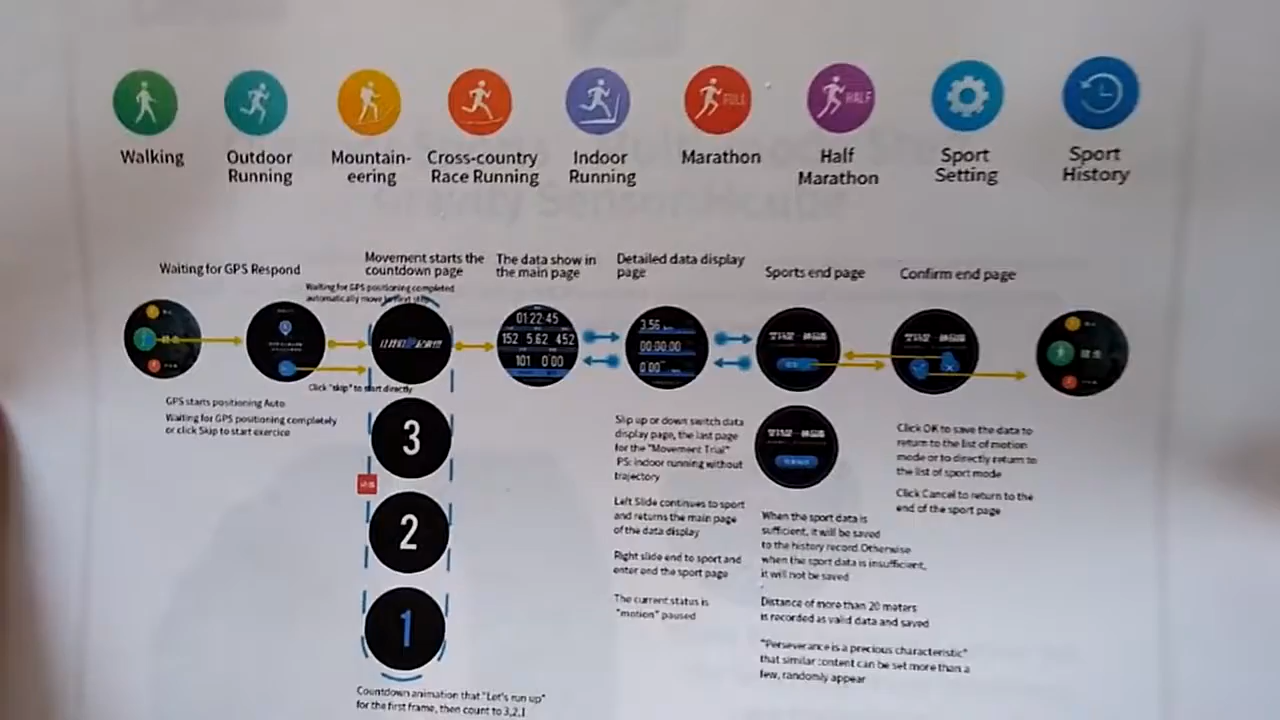 Walking
Outdoor
Running
Mountain-
eering
Cross-country
Race Running
Indoor
Running
FULL
Marathon
HALF
Half
Marathon
Sport
Setting
Sport
History
Waiting for GPS Respond
Movement starts the
countdown page
The data show in
the main page
Detailed data display
page
Sports end page
Confirm end page
Waiting for GPS positioning completed
automatically move to next step
01:22:45
152 5.62 452
101 0'00
3.56
00:00:00
0'00"
Click "skip" to start directly
GPS starts positioning Auto
Waiting for GPS positioning completely
or click Skip to start exercice
3
2
1
Countdown animation that "Let's run up"
for the first frame, then count to 3,2,1
Slip up or down switch data
display page, the last page
for the "Movement Trial"
PS: indoor running without
trajectory
Left Slide continues to sport
and returns the main page
of the data display
Right slide end to sport and
enter end the sport page
The current status is
"motion" paused
When the sport data is
sufficient, it will be saved
to the history record.Otherwise
when the sport data is insufficient,
it will not be saved
Distance of more than 20 meters
is recorded as valid data and saved
"Perseverance is a precious characteristic"
that similar content can be set more than a
few, randomly appear
Click OK to save the data to
return to the list of motion
mode or to directly return to
the list of sport mode
Click Cancel to return to the
end of the sport page